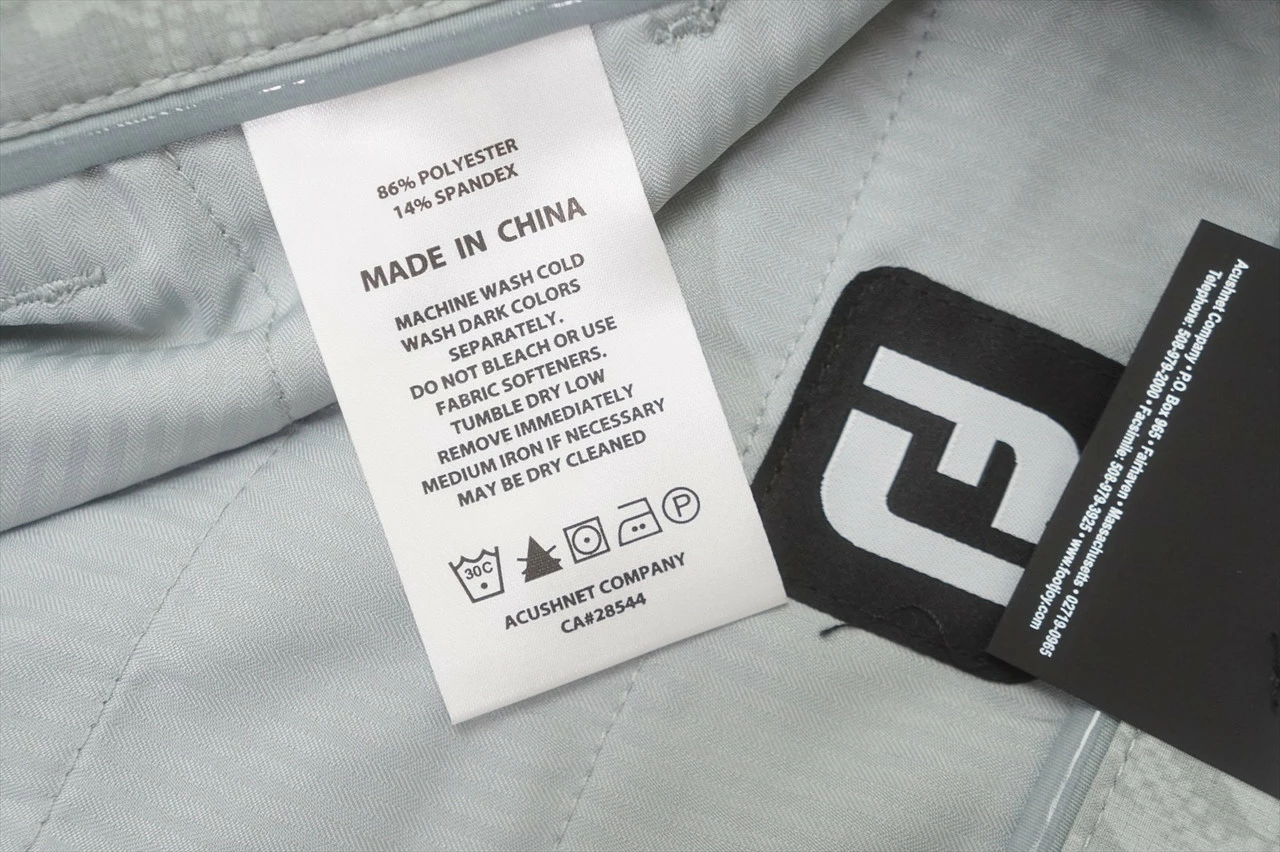 86% POLYESTER
14% SPANDEX
MADE IN CHINA
MACHINE WASH COLD
WASH DARK COLORS
SEPARATELY.
DO NOT BLEACH OR USE
FABRIC SOFTENERS.
TUMBLE DRY LOW
REMOVE IMMEDIATELY
MEDIUM IRON IF NECESSARY
MAY BE DRY CLEANED
30C
P
ACUSHNET COMPANY
CA#28544
FJ
Acushnet Company • P.O. Box 965 • Fairhaven • Massachusetts • 02719-0965
Telephone: 508-979-2000 • Facsimile: 508-979-3925 • www.footjoy.com